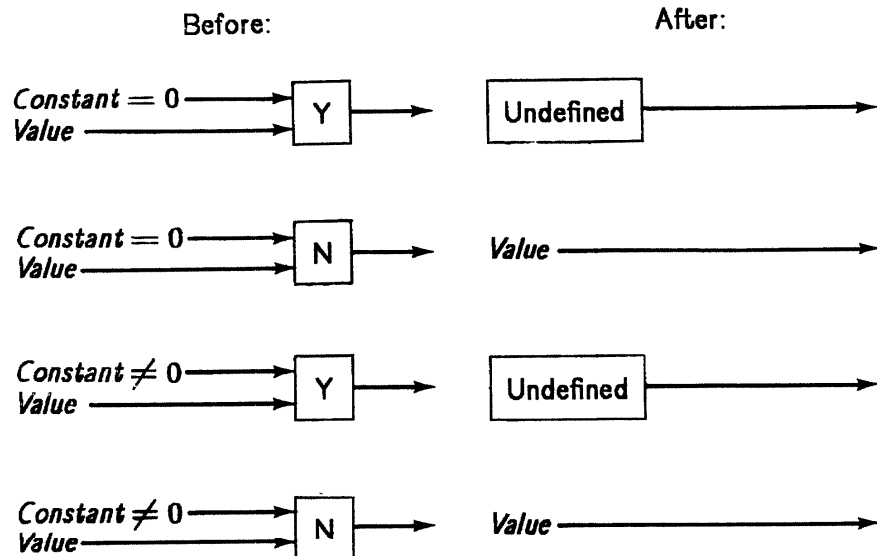 Before: After:
Constant = 0 Y Undefined
Value
Constant = 0 N Value
Value
Constant ≠ 0 Y Undefined
Value
Constant ≠ 0 N Value
Value